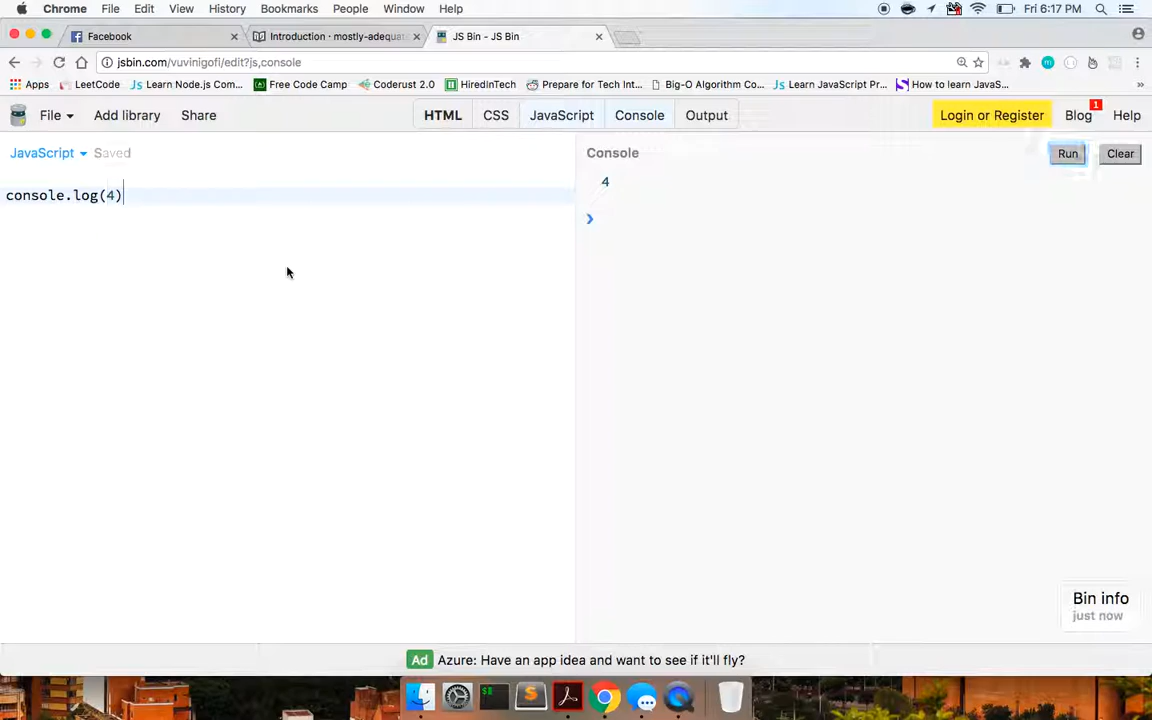 Chrome File Edit View History Bookmarks People Window Help Fri 6:17 PM
Facebook Introduction · mostly-adequat JS Bin - JS Bin
jsbin.com/vuvinigofi/edit?js,console
Apps LeetCode Learn Node.js Com... Free Code Camp Coderust 2.0 HiredInTech Prepare for Tech Int... Big-O Algorithm Co... Learn JavaScript Pr... How to learn JavaS... »
File Add library Share HTML CSS JavaScript Console Output Login or Register Blog 1 Help
JavaScript Saved Console Run Clear
console.log(4)
4
Bin info
just now
Ad Azure: Have an app idea and want to see if it'll fly?